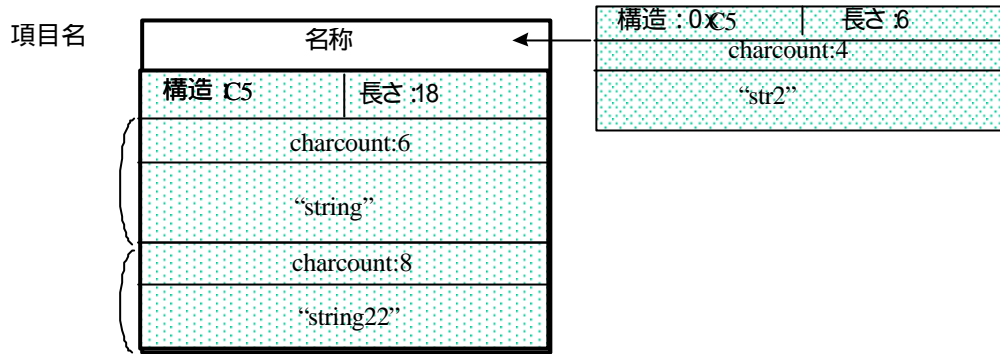 項目名
名称
構造:C5 長さ:18
charcount:6
“string”
charcount:8
“string22”
構造:0xC5 長さ:6
charcount:4
“str2”